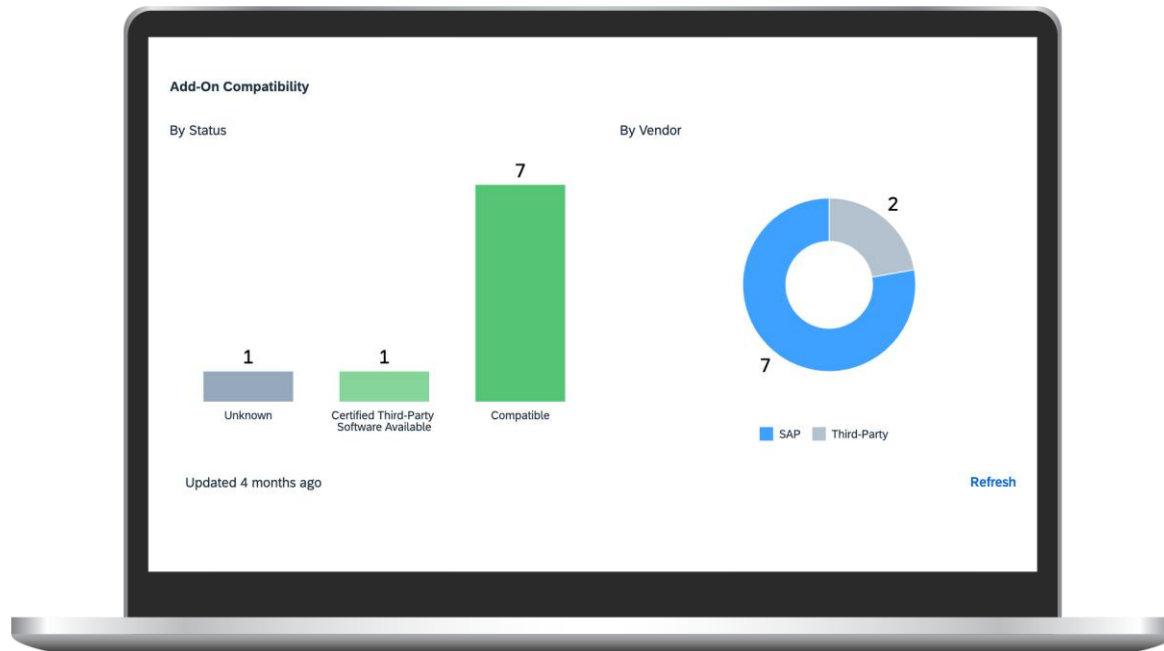 Add-On Compatibility
By Status
By Vendor
7
1
1
Unknown
Certified Third-Party
Software Available
Compatible
2
7
SAP
Third-Party
Updated 4 months ago
Refresh